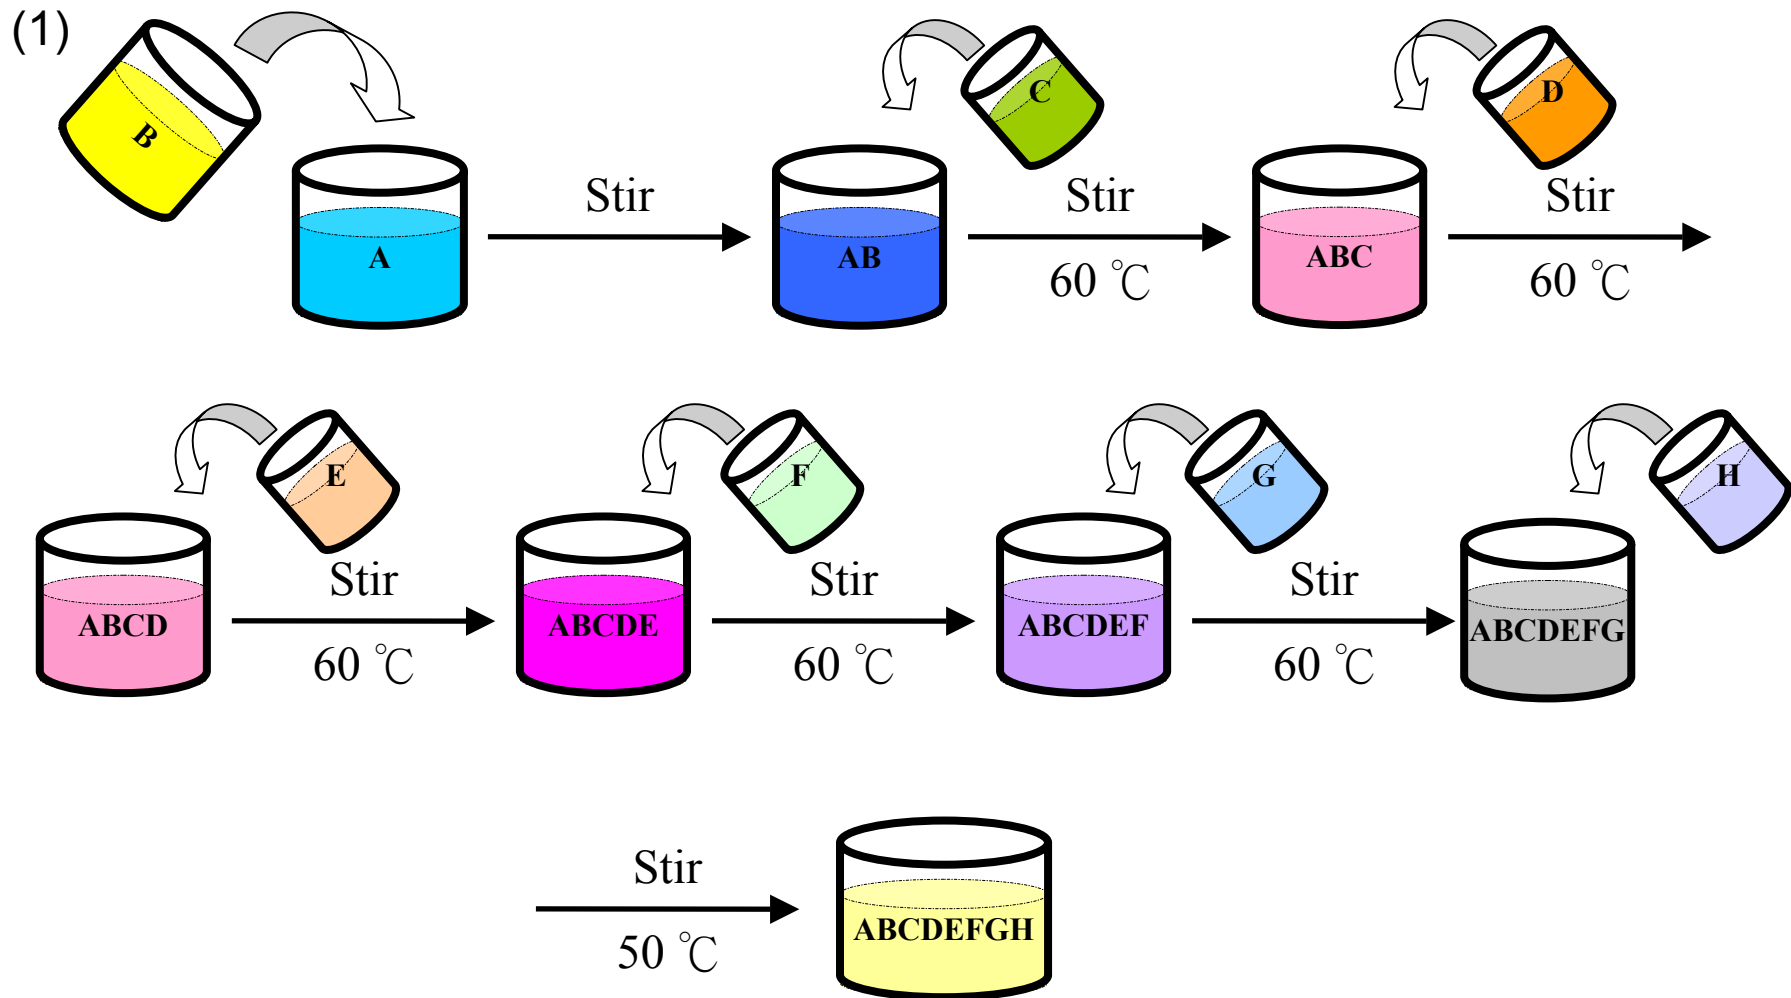 (1)
B
A
Stir
AB
C
Stir
60 ℃
ABC
D
Stir
60 ℃
ABCD
E
Stir
60 ℃
ABCDE
F
Stir
60 ℃
ABCDEF
G
Stir
60 ℃
ABCDEFG
H
Stir
50 ℃
ABCDEFGH